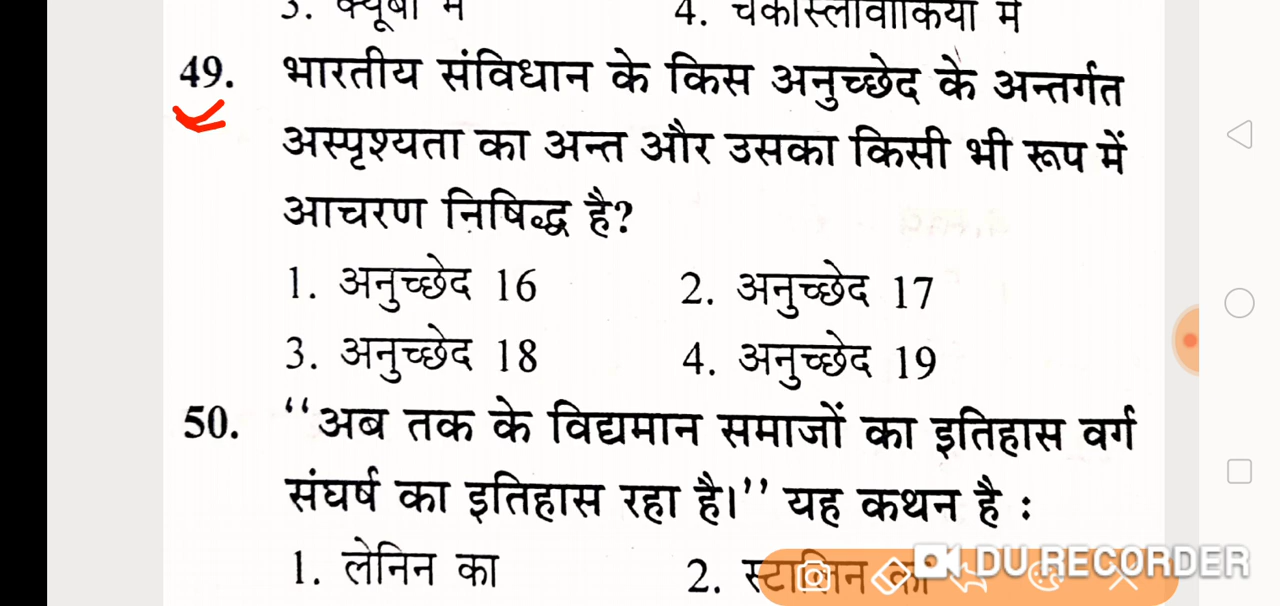 3. क्यूबा में 4. चेकोस्लोवाकिया में
49. भारतीय संविधान के किस अनुच्छेद के अन्तर्गत
अस्पृश्यता का अन्त और उसका किसी भी रूप में
आचरण निषिद्ध है?
1. अनुच्छेद 16 2. अनुच्छेद 17
3. अनुच्छेद 18 4. अनुच्छेद 19
50. ‘‘अब तक के विद्यमान समाजों का इतिहास वर्ग
संघर्ष का इतिहास रहा है।’’ यह कथन है :
1. लेनिन का 2. स्टालिन का
DU RECORDER